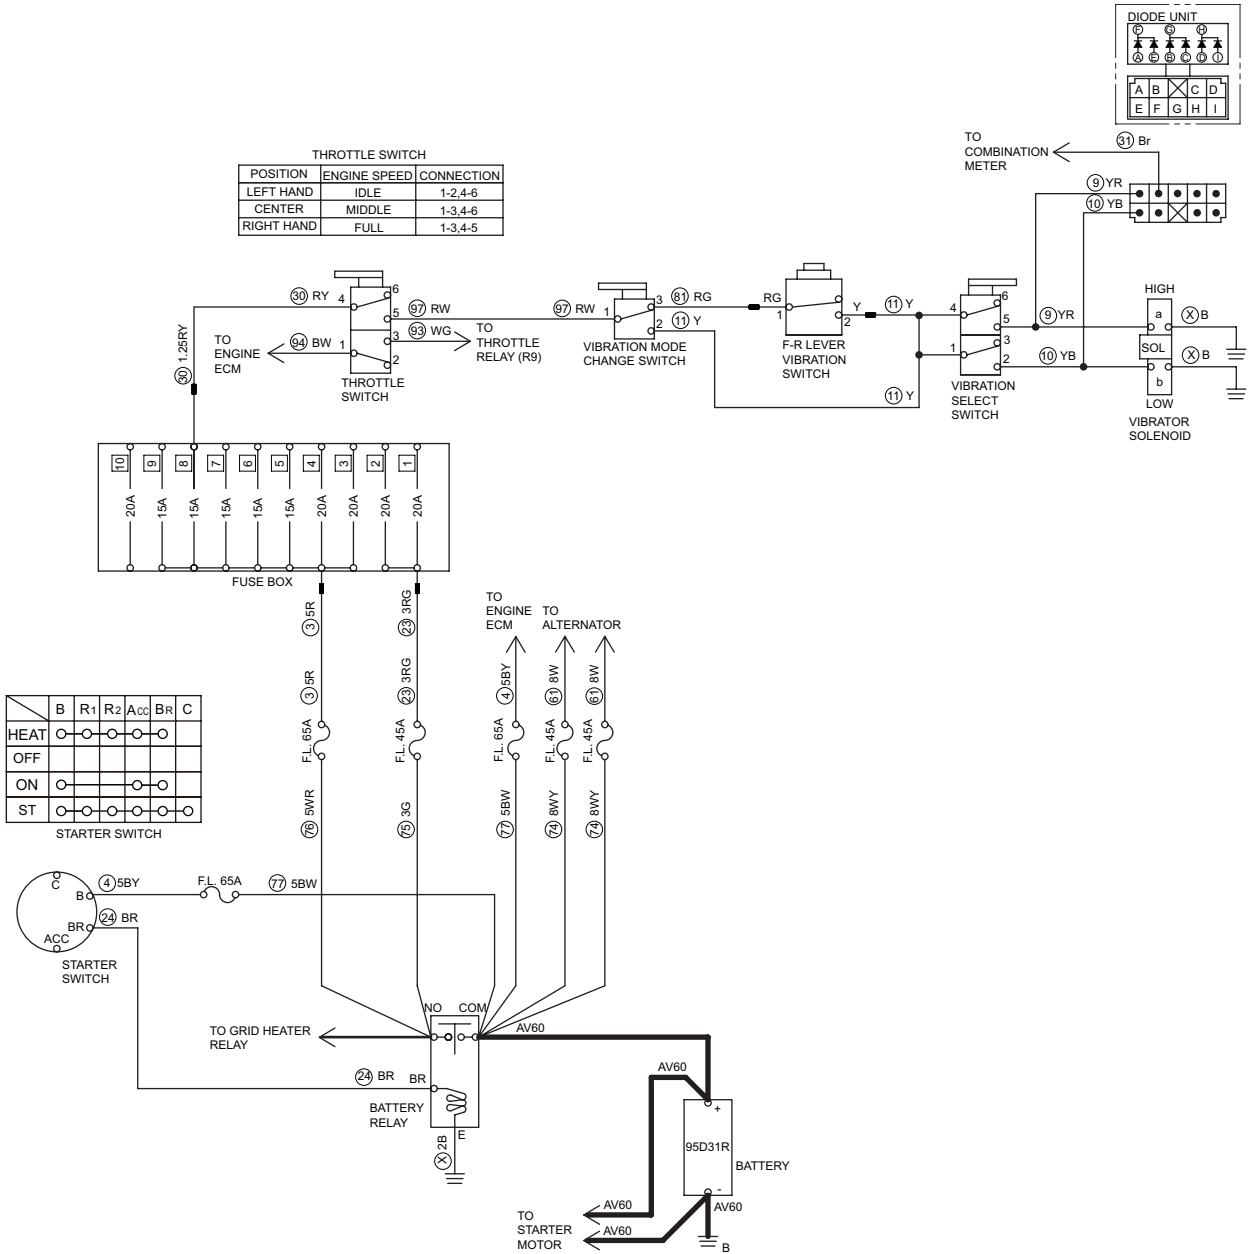 DIODE UNIT
F G H
A E B C D I
A B C D
E F G H I
TO
COMBINATION
METER
31 Br
9 YR
10 YB
THROTTLE SWITCH
POSITION ENGINE SPEED CONNECTION
LEFT HAND IDLE 1-2,4-6
CENTER MIDDLE 1-3,4-6
RIGHT HAND FULL 1-3,4-5
30 RY 4 6
5
97 RW
97 RW 1 3
2
81 RG
11 Y
RG
1
2
Y
11 Y
4 6
5
9 YR
HIGH
a
X B
SOL
X B
b
LOW
VIBRATOR
SOLENOID
30 1.25RY
TO
ENGINE
ECM
94 BW 1 3
2
93 WG
TO
THROTTLE
RELAY (R9)
THROTTLE
SWITCH
VIBRATION MODE
CHANGE SWITCH
F-R LEVER
VIBRATION
SWITCH
1 3
2
10 YB
11 Y
VIBRATION
SELECT
SWITCH
10 9 8 7 6 5 4 3 2 1
20A 15A 15A 15A 15A 15A 20A 20A 20A 20A
FUSE BOX
3 5R
23 3RG
TO
ENGINE
ECM
TO
ALTERNATOR
3 5R
23 3RG
4 5BY
61 8W
61 8W
F.L. 65A
F.L. 45A
F.L. 65A
F.L. 45A
F.L. 45A
76 5WR
75 3G
77 5BW
74 8WY
74 8WY
B R1 R2 ACC BR C
HEAT
OFF
ON
ST
STARTER SWITCH
C
B
BR
ACC
4 5BY
F.L. 65A
77 5BW
24 BR
STARTER
SWITCH
NO COM
TO GRID HEATER
RELAY
AV60
24 BR BR
BATTERY
RELAY
E
X 2B
AV60
+
95D31R
BATTERY
-
AV60
B
TO
STARTER
MOTOR
AV60
AV60